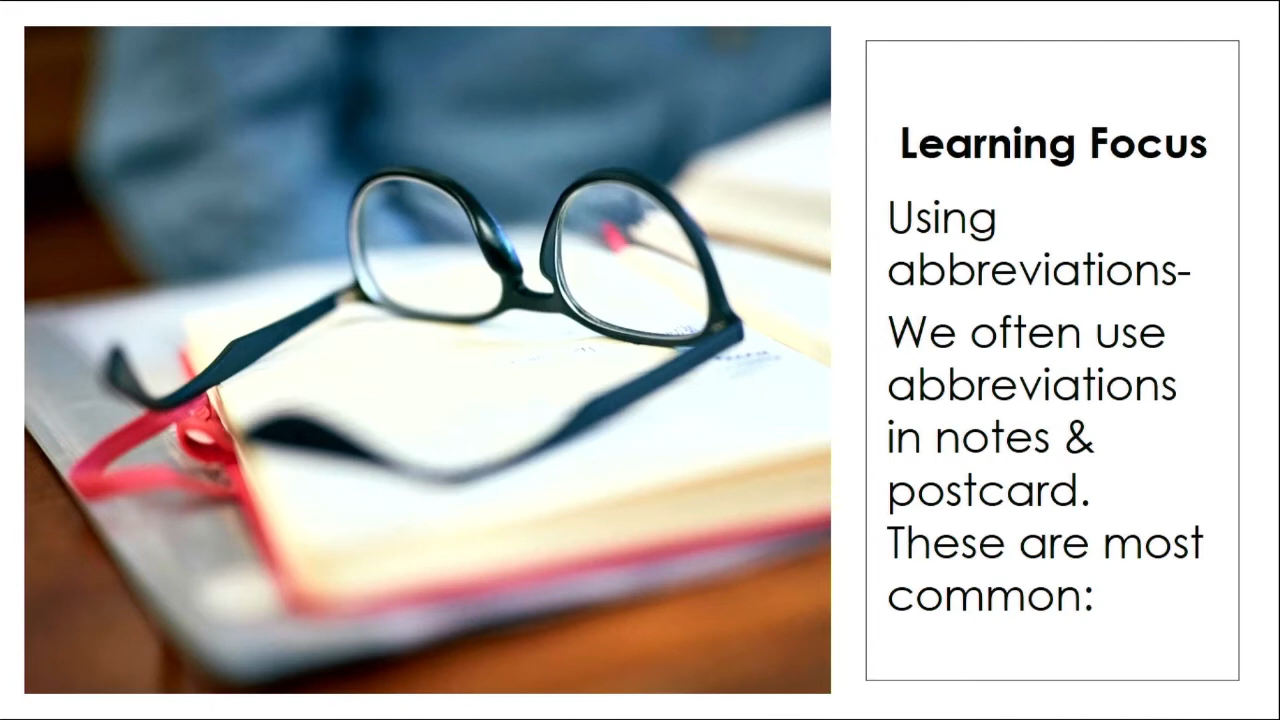 Learning Focus
Using
abbreviations-
We often use
abbreviations
in notes &
postcard.
These are most
common: